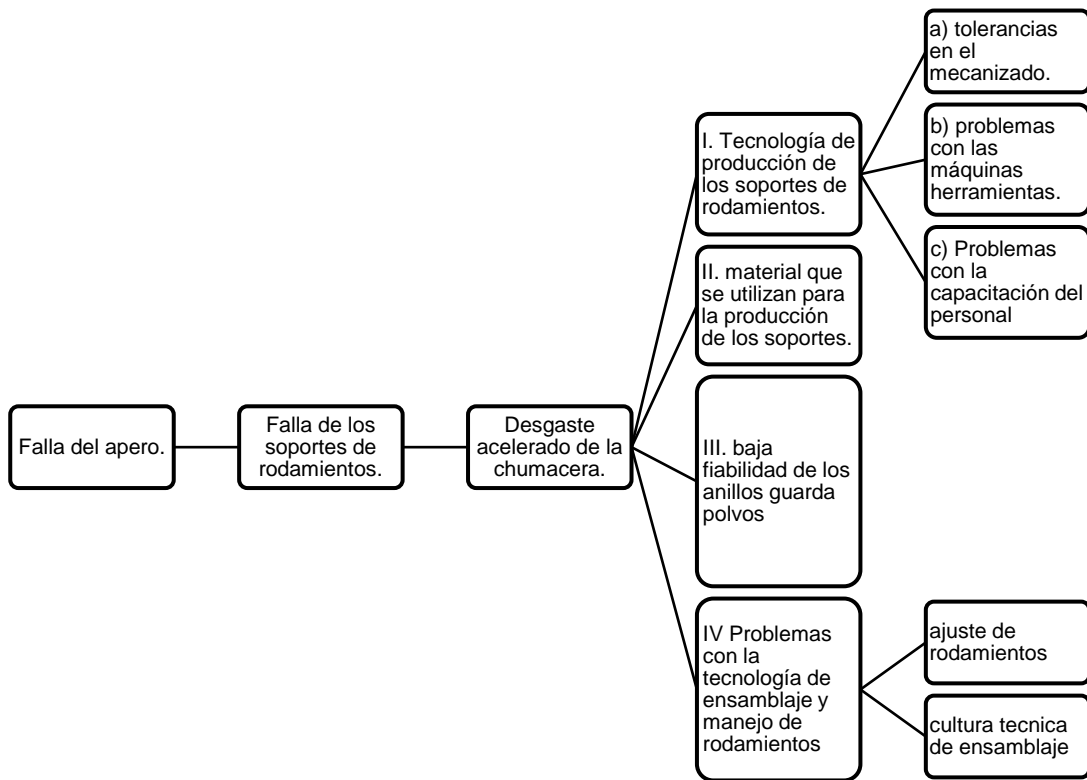 Falla del apero.
Falla de los
soportes de
rodamientos.
Desgaste
acelerado de la
chumacera.
I. Tecnología de
producción de
los soportes de
rodamientos.
a) tolerancias
en el
mecanizado.
b) problemas
con las
máquinas
herramientas.
c) Problemas
con la
capacitación del
personal
II. material que
se utilizan para
la producción
de los soportes.
III. baja
fiabilidad de los
anillos guarda
polvos
IV Problemas
con la
tecnología de
ensamblaje y
manejo de
rodamientos
ajuste de
rodamientos
cultura tecnica
de ensamblaje